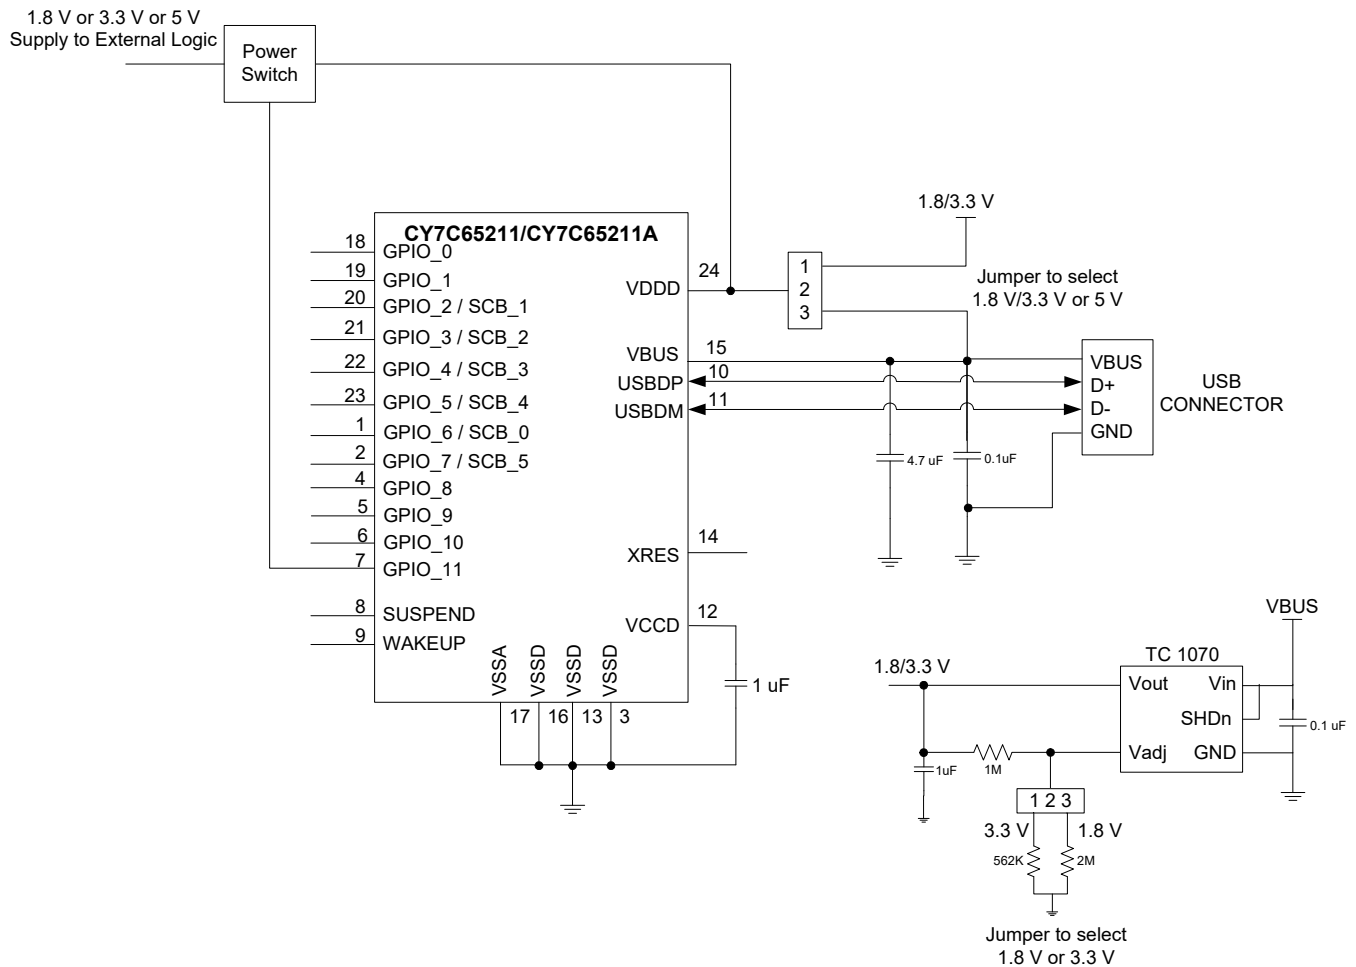 1.8 V or 3.3 V or 5 V
Supply to External Logic
Power
Switch
CY7C65211/CY7C65211A
18
GPIO_0
19
GPIO_1
20
GPIO_2 / SCB_1
21
GPIO_3 / SCB_2
22
GPIO_4 / SCB_3
23
GPIO_5 / SCB_4
1
GPIO_6 / SCB_0
2
GPIO_7 / SCB_5
4
GPIO_8
5
GPIO_9
6
GPIO_10
7
GPIO_11
8
SUSPEND
9
WAKEUP
VDDD
24
VBUS
15
USBDP
10
USBDM
11
XRES
14
VCCD
12
VSSA
VSSD
VSSD
VSSD
17
16
13
3
1 uF
1.8/3.3 V
1
2
3
Jumper to select
1.8 V/3.3 V or 5 V
VBUS
D+
D-
GND
USB
CONNECTOR
4.7 uF
0.1uF
VBUS
TC 1070
1.8/3.3 V
Vout
Vin
SHDn
Vadj
GND
0.1 uF
1uF
1M
1 2 3
3.3 V
1.8 V
562K
2M
Jumper to select
1.8 V or 3.3 V